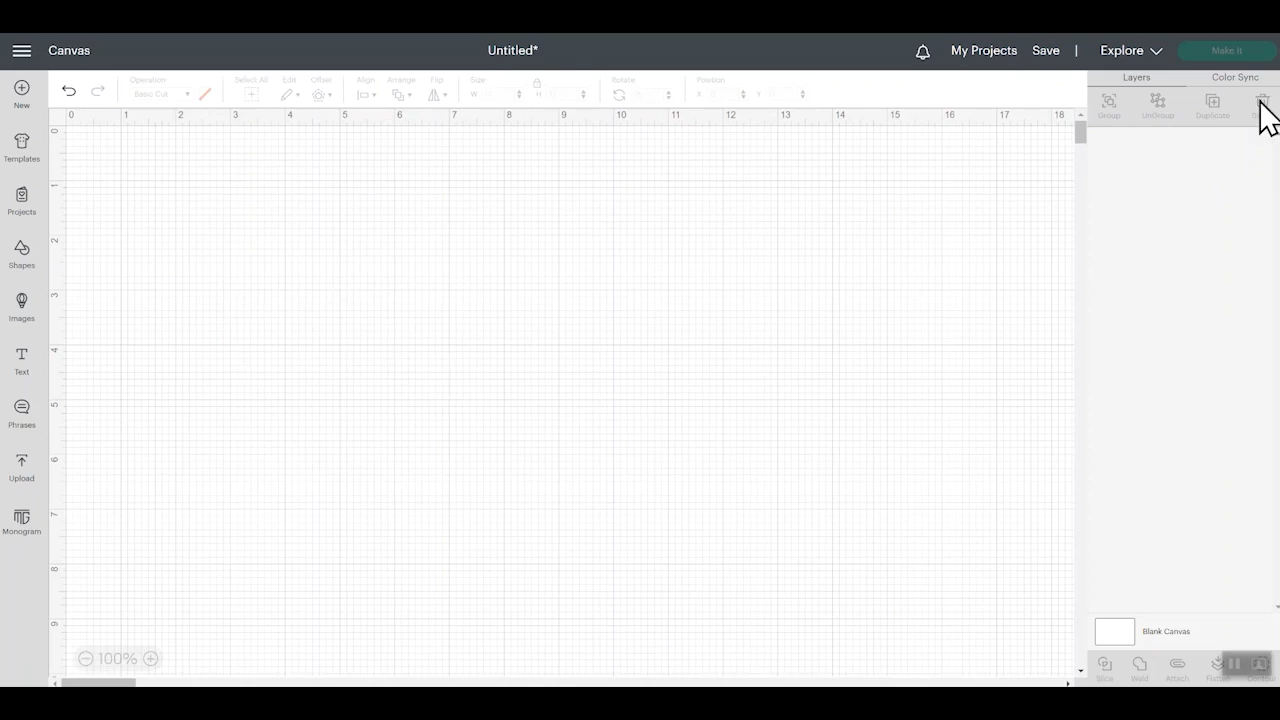 Canvas
Untitled*
My Projects Save | Explore Make It
New
Templates
Projects
Shapes
Images
Text
Phrases
Upload
Monogram
Operation
Basic Cut
Select All Edit Offset Align Arrange Flip Size
W H
Rotate
Position
X 0 Y 0
Layers Color Sync
Group UnGroup Duplicate
0 1 2 3 4 5 6 7 8 9 10 11 12 13 14 15 16 17 18
0
1
2
3
4
5
6
7
8
9
100%
Blank Canvas
Slice Weld Attach Flatten Contour